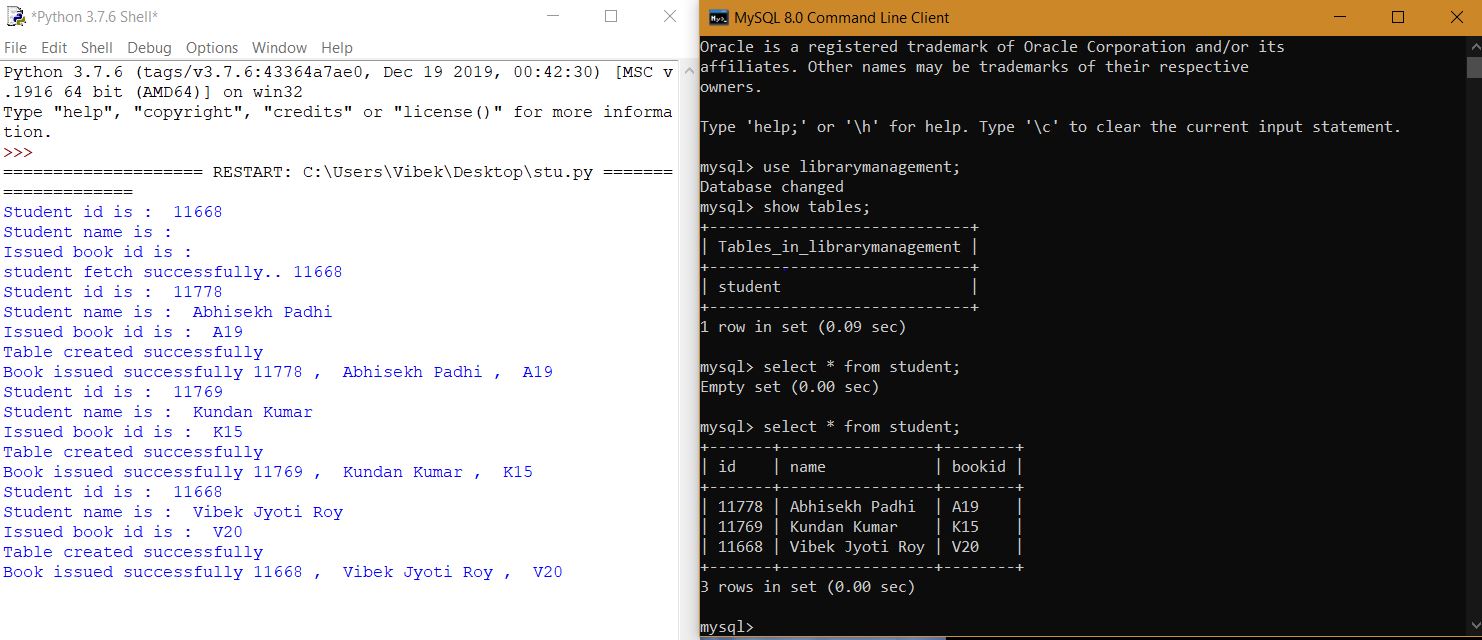 *Python 3.7.6 Shell*
File Edit Shell Debug Options Window Help
Python 3.7.6 (tags/v3.7.6:43364a7ae0, Dec 19 2019, 00:42:30) [MSC v
.1916 64 bit (AMD64)] on win32
Type "help", "copyright", "credits" or "license()" for more informa
tion.
>>>
==================== RESTART: C:\Users\Vibek\Desktop\stu.py =======
=============
Student id is :  11668
Student name is :
Issued book id is :
student fetch successfully.. 11668
Student id is :  11778
Student name is :  Abhisekh Padhi
Issued book id is :  A19
Table created successfully
Book issued successfully 11778 ,  Abhisekh Padhi ,  A19
Student id is :  11769
Student name is :  Kundan Kumar
Issued book id is :  K15
Table created successfully
Book issued successfully 11769 ,  Kundan Kumar ,  K15
Student id is :  11668
Student name is :  Vibek Jyoti Roy
Issued book id is :  V20
Table created successfully
Book issued successfully 11668 ,  Vibek Jyoti Roy ,  V20
MySQL 8.0 Command Line Client
Oracle is a registered trademark of Oracle Corporation and/or its
affiliates. Other names may be trademarks of their respective
owners.
Type 'help;' or '\h' for help. Type '\c' to clear the current input statement.
mysql> use librarymanagement;
Database changed
mysql> show tables;
+-----------------------------+
| Tables_in_librarymanagement |
+-----------------------------+
| student                     |
+-----------------------------+
1 row in set (0.09 sec)
mysql> select * from student;
Empty set (0.00 sec)
mysql> select * from student;
+-------+-----------------+--------+
| id    | name            | bookid |
+-------+-----------------+--------+
| 11778 | Abhisekh Padhi  | A19    |
| 11769 | Kundan Kumar    | K15    |
| 11668 | Vibek Jyoti Roy | V20    |
+-------+-----------------+--------+
3 rows in set (0.00 sec)
mysql>